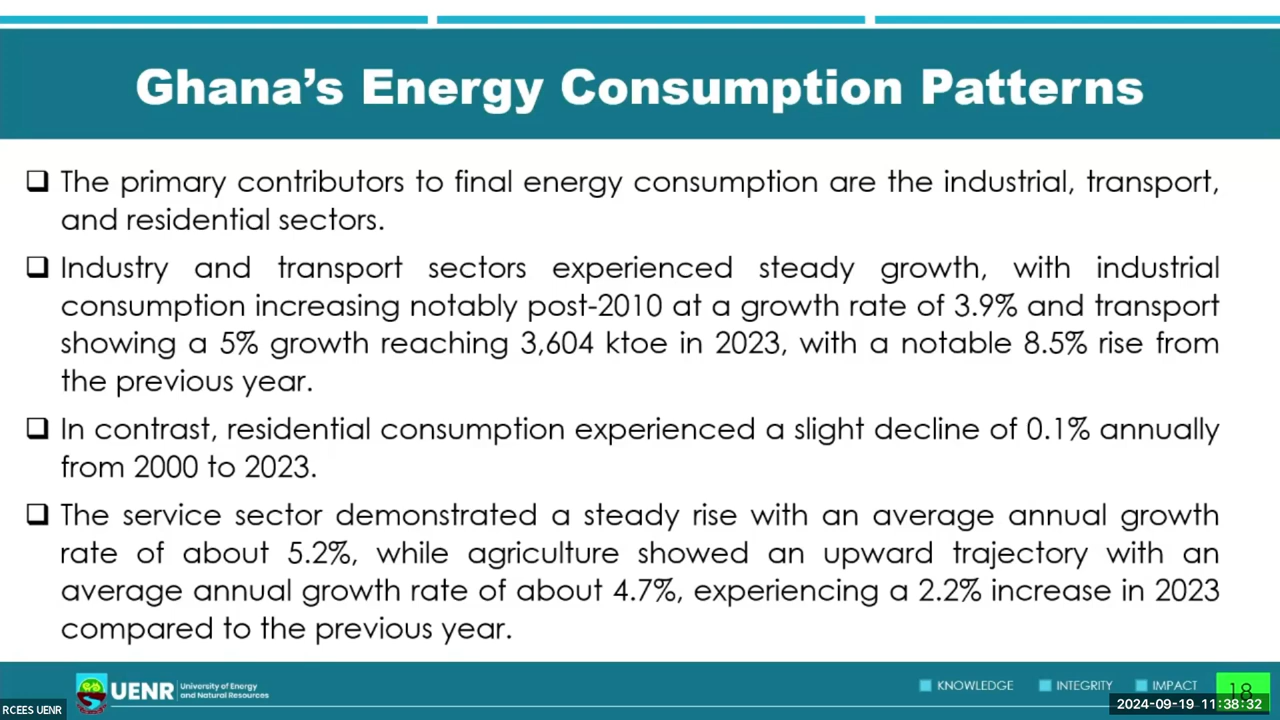 Ghana's Energy Consumption Patterns
The primary contributors to final energy consumption are the industrial, transport,
and residential sectors.
Industry and transport sectors experienced steady growth, with industrial
consumption increasing notably post-2010 at a growth rate of 3.9% and transport
showing a 5% growth reaching 3,604 ktoe in 2023, with a notable 8.5% rise from
the previous year.
In contrast, residential consumption experienced a slight decline of 0.1% annually
from 2000 to 2023.
The service sector demonstrated a steady rise with an average annual growth
rate of about 5.2%, while agriculture showed an upward trajectory with an
average annual growth rate of about 4.7%, experiencing a 2.2% increase in 2023
compared to the previous year.
UENR University of Energy
and Natural Resources
KNOWLEDGE INTEGRITY IMPACT 18
RCEES UENR
2024-09-19 11:38:32